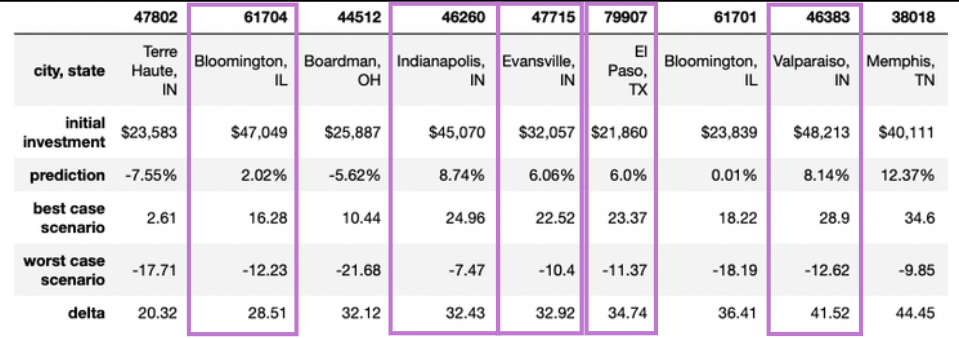 47802 61704 44512 46260 47715 79907 61701 46383 38018
city, state Terre Haute, IN Bloomington, IL Boardman, OH Indianapolis, IN Evansville, IN El Paso, TX Bloomington, IL Valparaiso, IN Memphis, TN
initial investment $23,583 $47,049 $25,887 $45,070 $32,057 $21,860 $23,839 $48,213 $40,111
prediction -7.55% 2.02% -5.62% 8.74% 6.06% 6.0% 0.01% 8.14% 12.37%
best case scenario 2.61 16.28 10.44 24.96 22.52 23.37 18.22 28.9 34.6
worst case scenario -17.71 -12.23 -21.68 -7.47 -10.4 -11.37 -18.19 -12.62 -9.85
delta 20.32 28.51 32.12 32.43 32.92 34.74 36.41 41.52 44.45